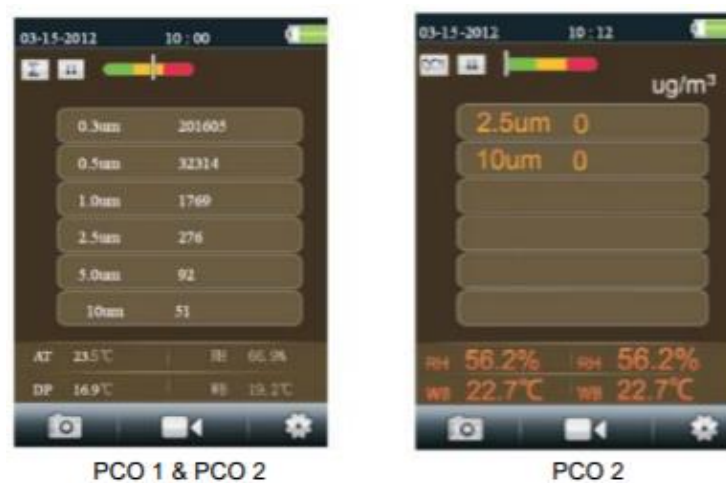 03-15-2012 10:00
0.3um 201605
0.5um 32314
1.0um 1769
2.5um 276
5.0um 92
10um 51
AT 23.5℃ RH 66.9%
DP 16.9℃ WB 19.2℃
PCO 1 & PCO 2
03-15-2012 10:12
ug/m³
2.5um 0
10um 0
RH 56.2% RH 56.2%
WB 22.7℃ WB 22.7℃
PCO 2